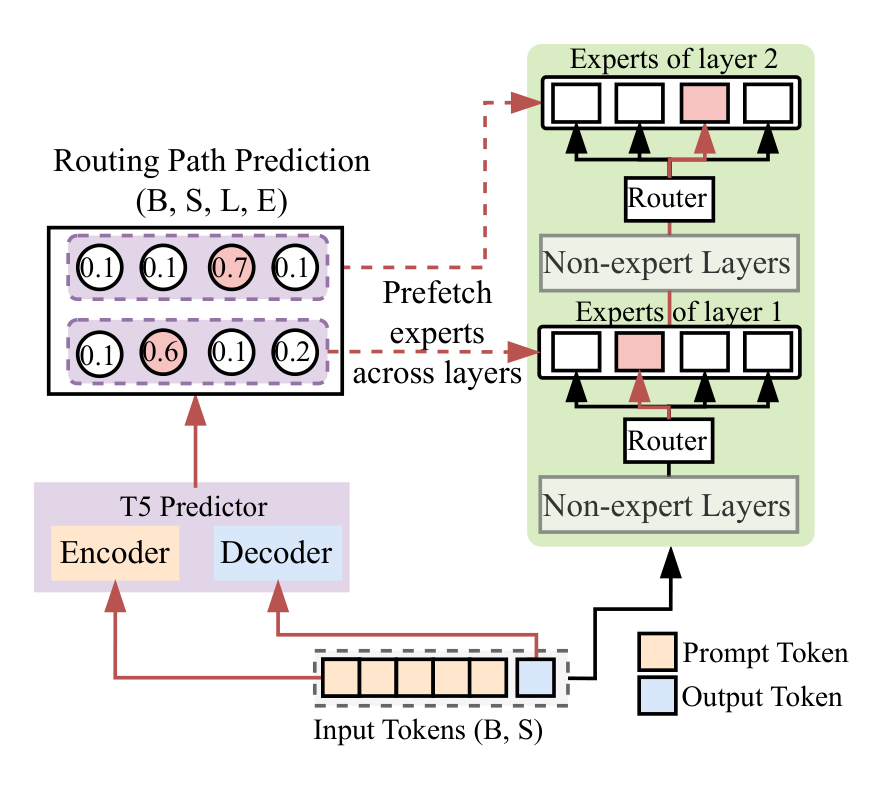 Experts of layer 2
Router
Non-expert Layers
Experts of layer 1
Router
Non-expert Layers
Routing Path Prediction
(B, S, L, E)
0.1 0.1 0.7 0.1
0.1 0.6 0.1 0.2
Prefetch
experts
across layers
T5 Predictor
Encoder Decoder
Input Tokens (B, S)
Prompt Token
Output Token